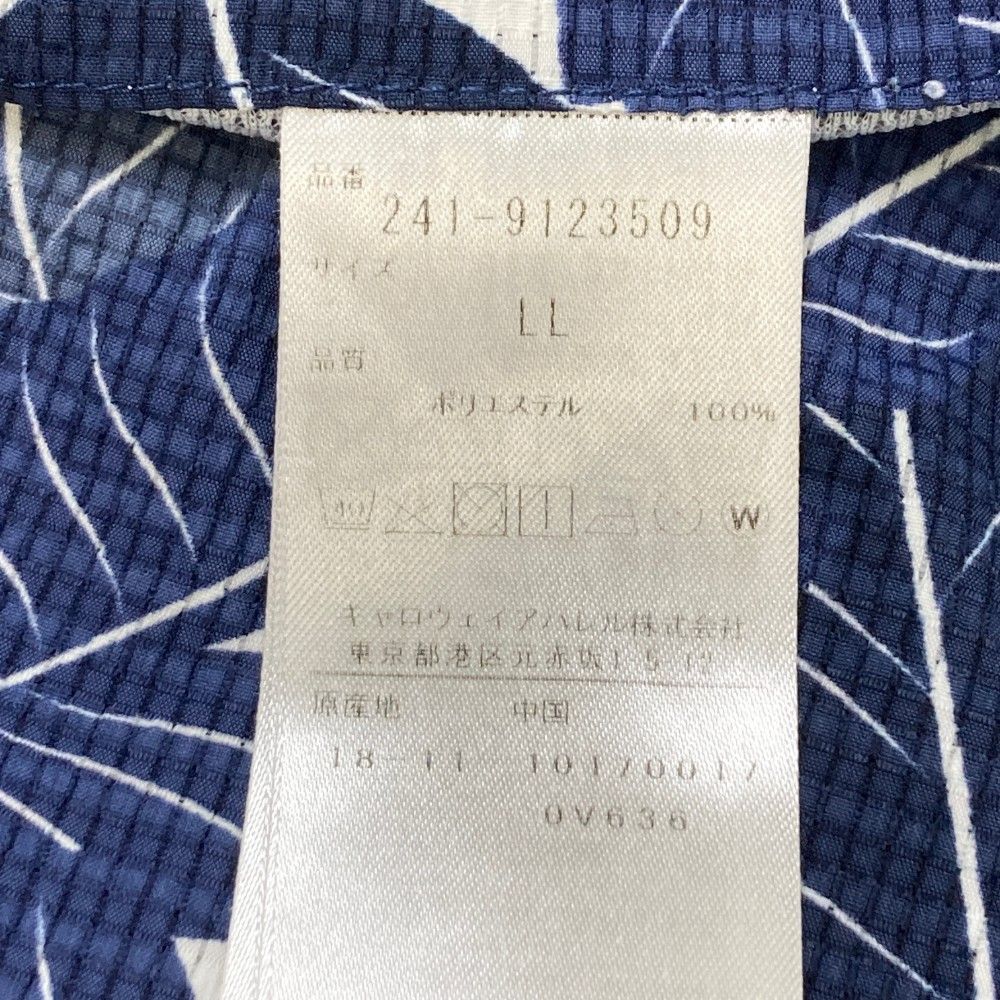 品番
241-9123509
サイズ
LL
品質
ポリエステル 100%
40
W
キャロウェイアパレル株式会社
東京都港区元赤坂1-5-12
原産地 中国
18-11 10170017
0V636